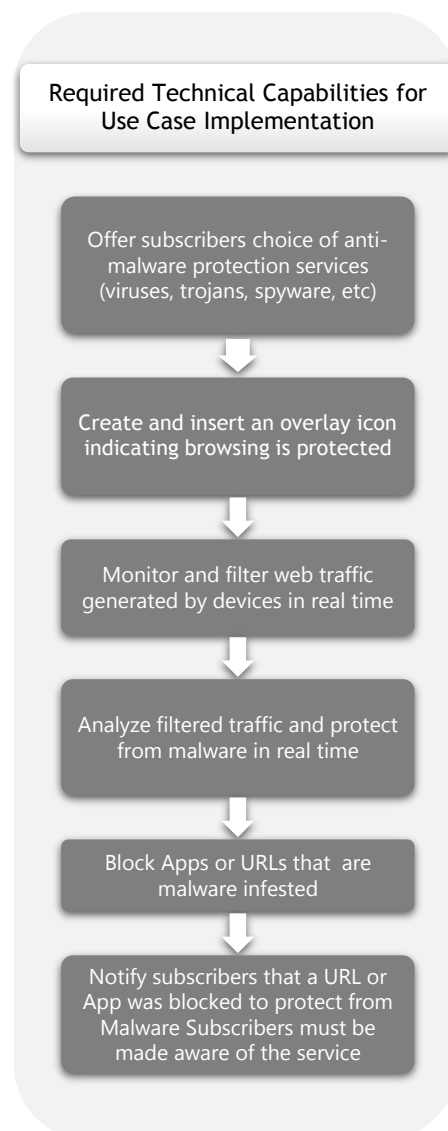 Required Technical Capabilities for
Use Case Implementation
Offer subscribers choice of anti-
malware protection services
(viruses, trojans, spyware, etc)
Create and insert an overlay icon
indicating browsing is protected
Monitor and filter web traffic
generated by devices in real time
Analyze filtered traffic and protect
from malware in real time
Block Apps or URLs that are
malware infested
Notify subscribers that a URL or
App was blocked to protect from
Malware Subscribers must be
made aware of the service